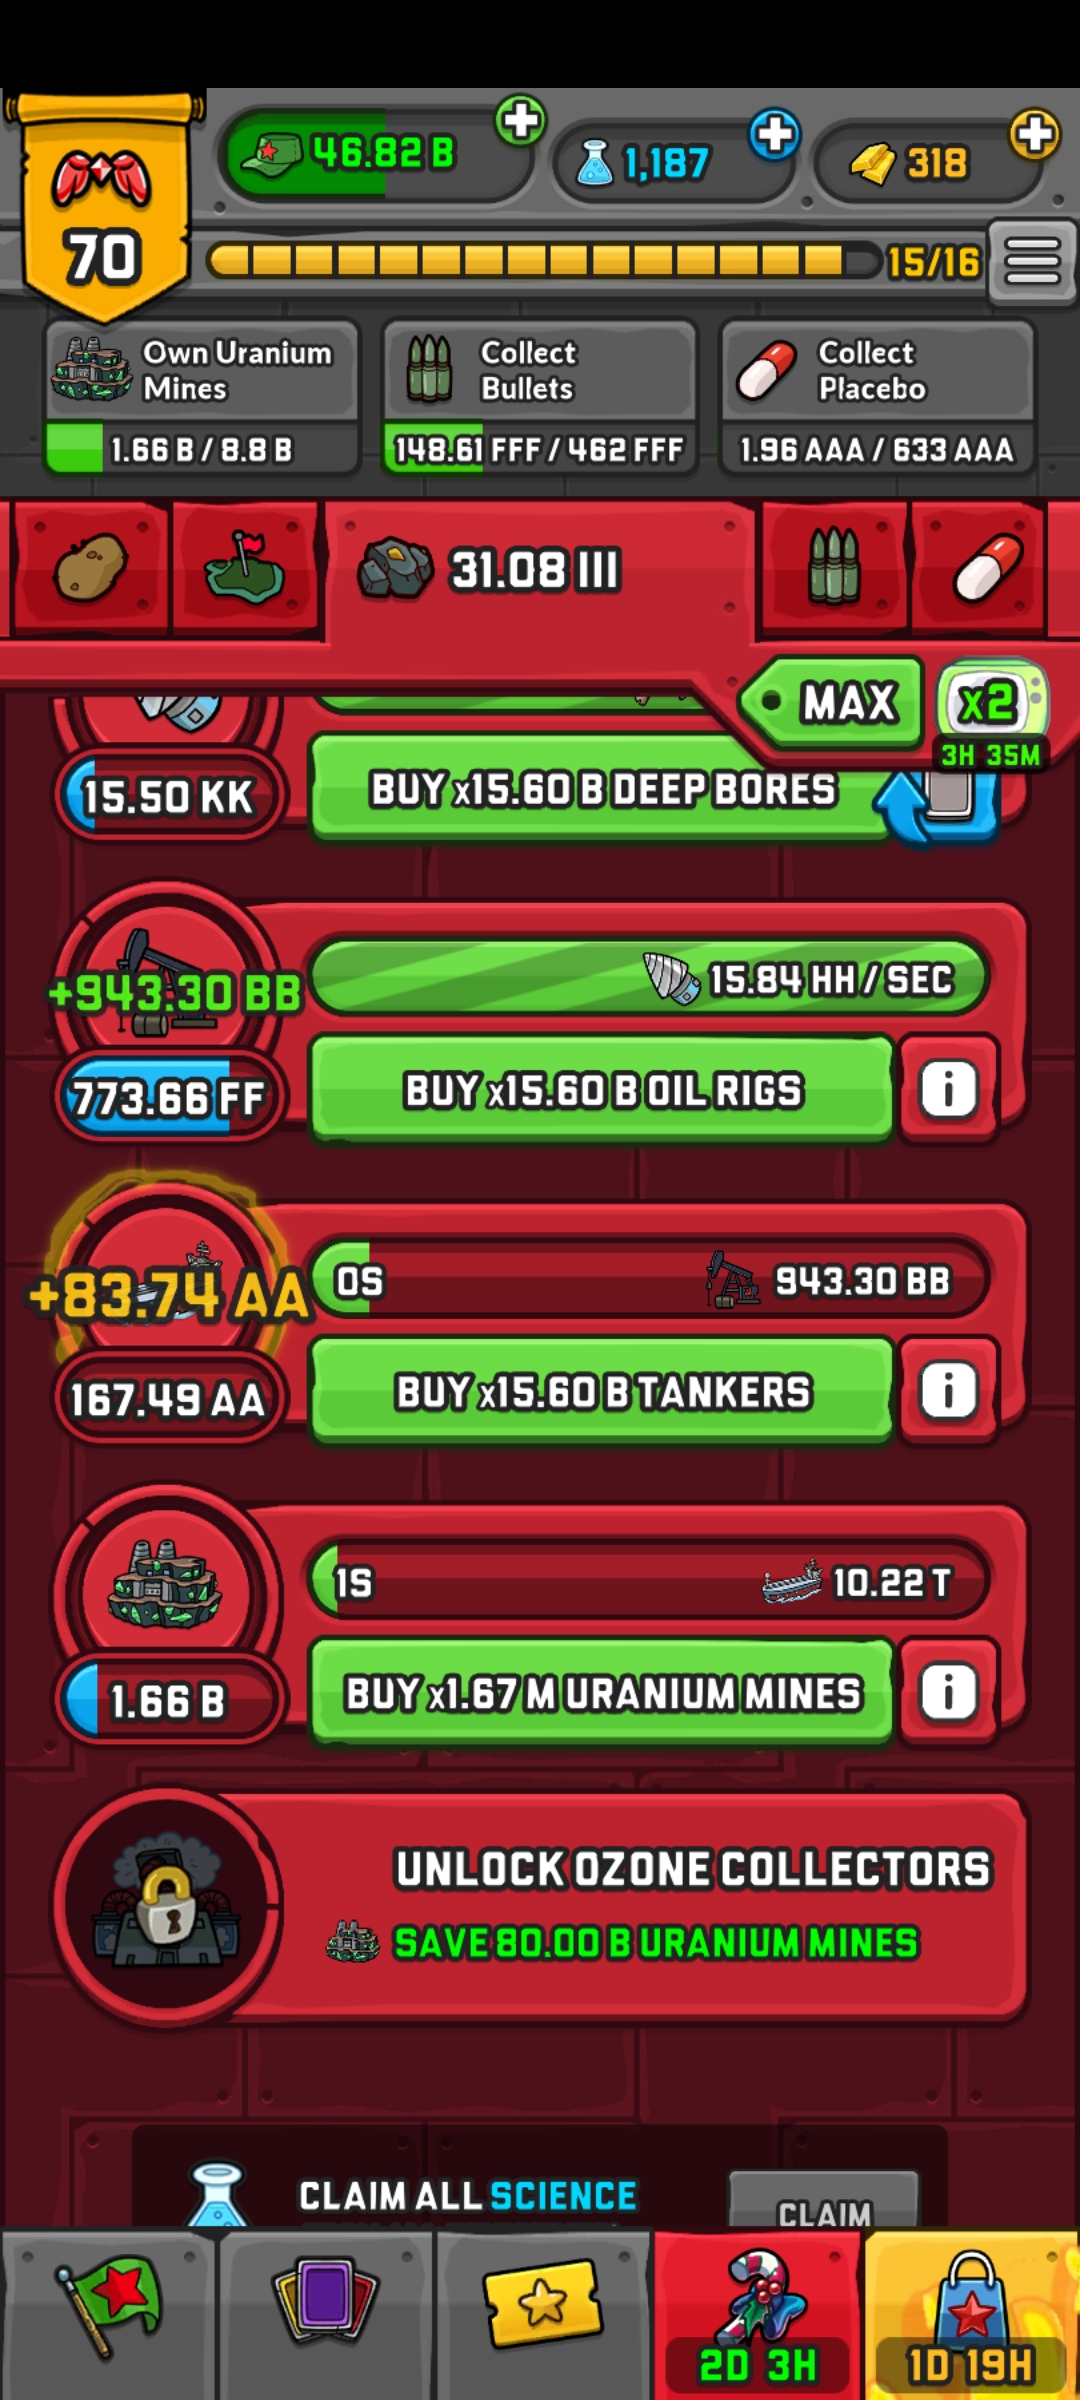 46.82 B
1,187
318
70
15/16
Own Uranium
Mines
1.66 B / 8.8 B
Collect
Bullets
148.61 FFF / 462 FFF
Collect
Placebo
1.96 AAA / 633 AAA
31.08 III
MAX
x2
3H 35M
15.50 KK
BUY x15.60 B DEEP BORES
+943.30 BB
15.84 HH / SEC
773.66 FF
BUY x15.60 B OIL RIGS
i
+83.74 AA
0S
943.30 BB
167.49 AA
BUY x15.60 B TANKERS
i
1S
10.22 T
1.66 B
BUY x1.67 M URANIUM MINES
i
UNLOCK OZONE COLLECTORS
SAVE 80.00 B URANIUM MINES
CLAIM ALL SCIENCE
CLAIM
2D 3H
1D 19H